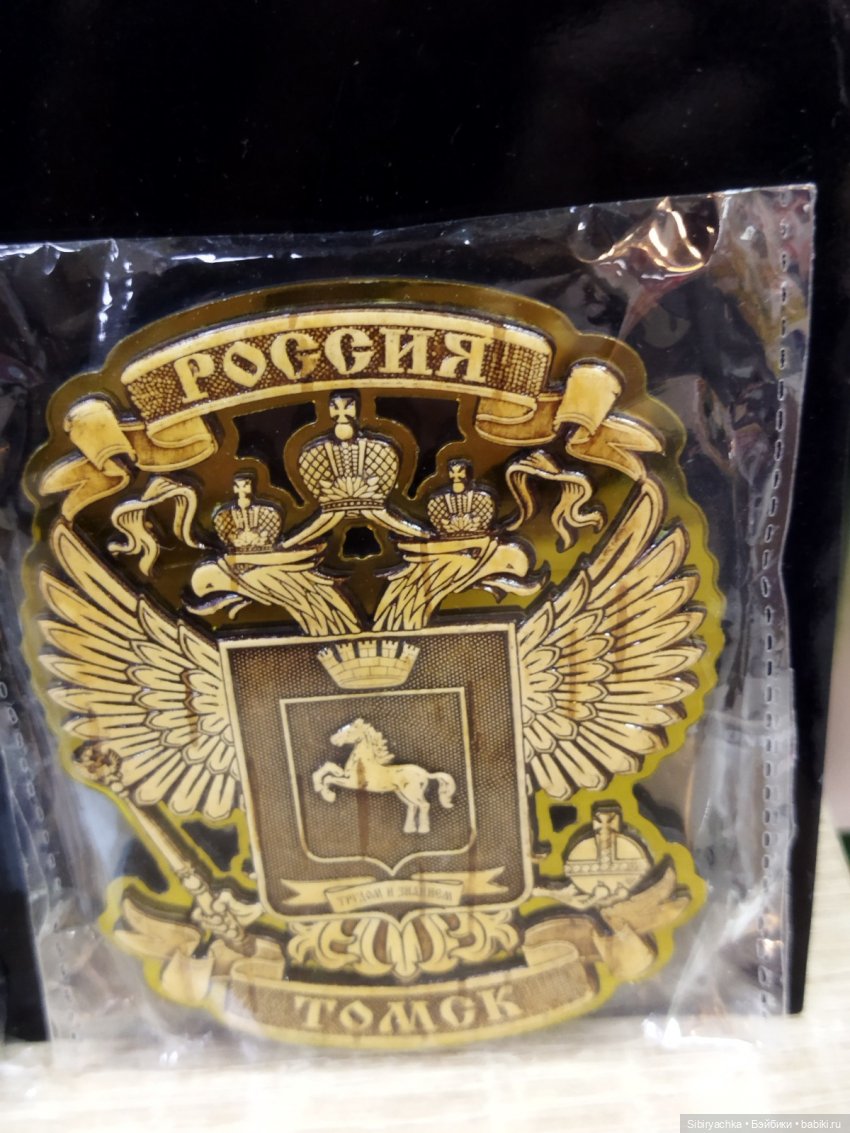 РОССИЯ
ТРУДОМ И ЗНАНИЕМ
ТОМСК
Sibiryachka • Бэйбики • babiki.ru